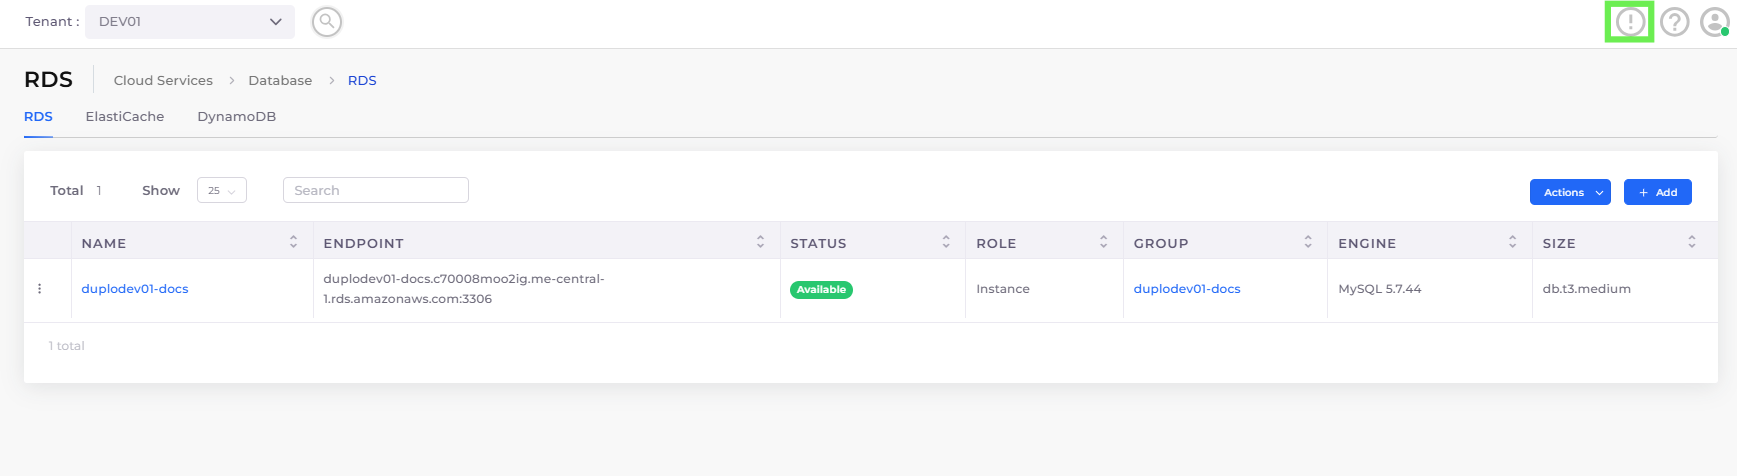 Tenant : DEV01
RDS Cloud Services > Database > RDS
RDS ElastiCache DynamoDB
Total 1 Show 25 Search Actions + Add
NAME ENDPOINT STATUS ROLE GROUP ENGINE SIZE
duplodev01-docs duplodev01-docs.c70008moo2ig.me-central-
1.rds.amazonaws.com:3306 Available Instance duplodev01-docs MySQL 5.7.44 db.t3.medium
1 total